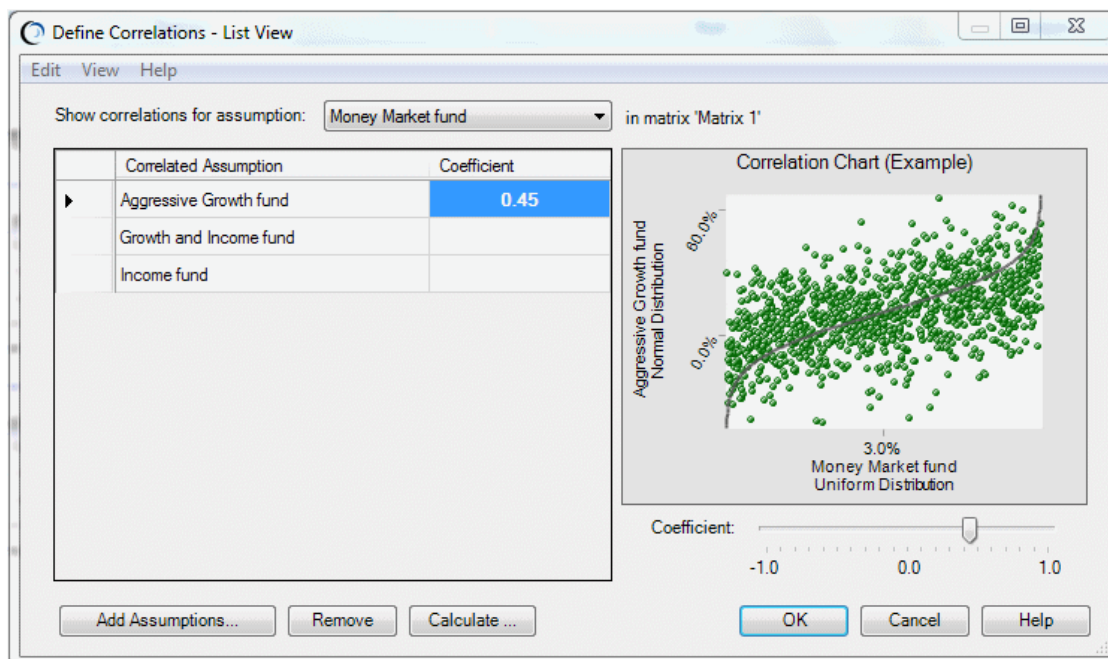 Define Correlations - List View
Edit View Help
Show correlations for assumption: Money Market fund in matrix 'Matrix 1'
Correlated Assumption Coefficient
Aggressive Growth fund 0.45
Growth and Income fund
Income fund
Correlation Chart (Example)
Aggressive Growth fund
Normal Distribution
80.0%
0.0%
3.0%
Money Market fund
Uniform Distribution
Coefficient:
-1.0 0.0 1.0
Add Assumptions... Remove Calculate ... OK Cancel Help